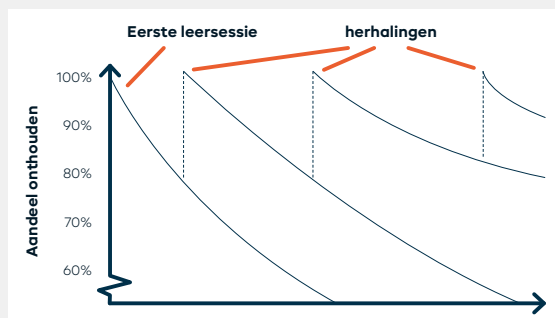 Eerste leersessie
herhalingen
Aandeel onthouden
100%
90%
80%
70%
60%